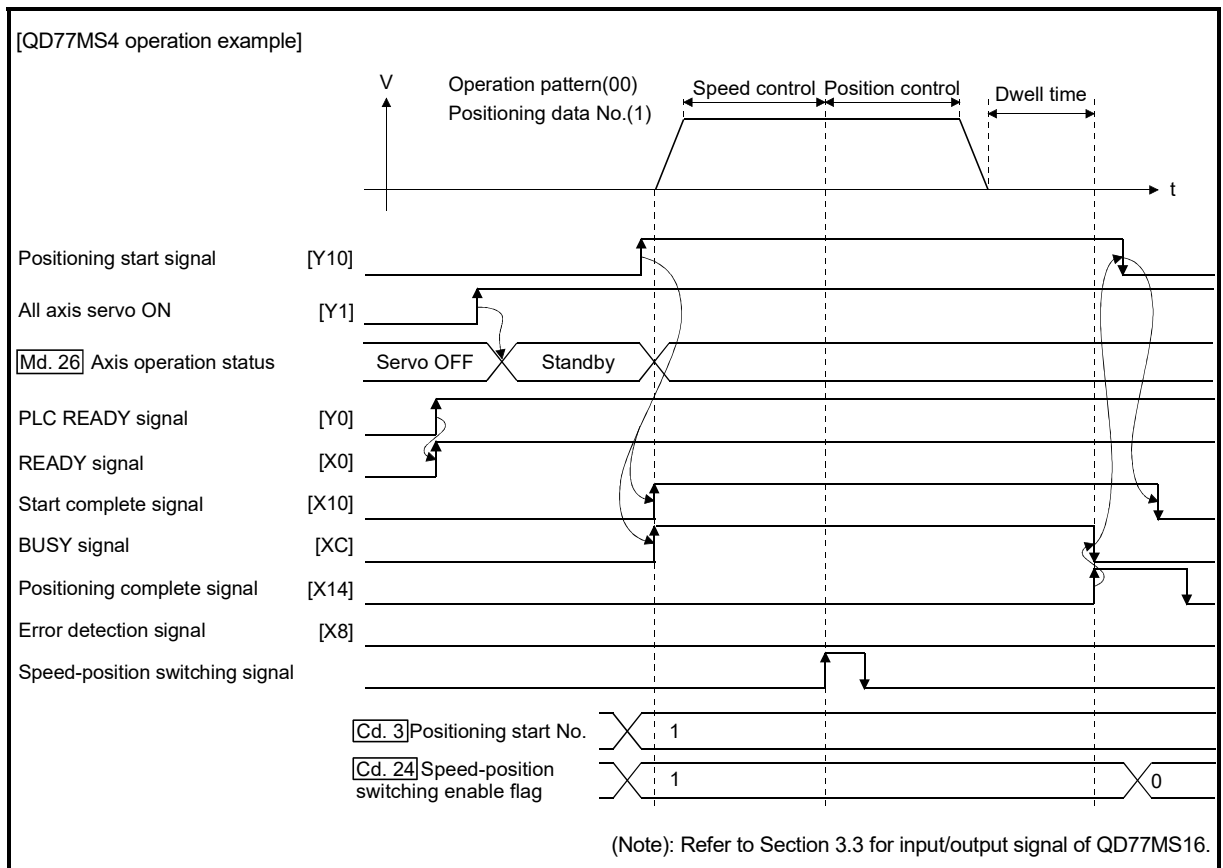 [QD77MS4 operation example]
V
Operation pattern(00)
Positioning data No.(1)
Speed control Position control
Dwell time
t
Positioning start signal [Y10]
All axis servo ON [Y1]
Md. 26 Axis operation status
Servo OFF
Standby
PLC READY signal [Y0]
READY signal [X0]
Start complete signal [X10]
BUSY signal [XC]
Positioning complete signal [X14]
Error detection signal [X8]
Speed-position switching signal
Cd. 3 Positioning start No. 1
Cd. 24 Speed-position
switching enable flag
1
0
(Note): Refer to Section 3.3 for input/output signal of QD77MS16.